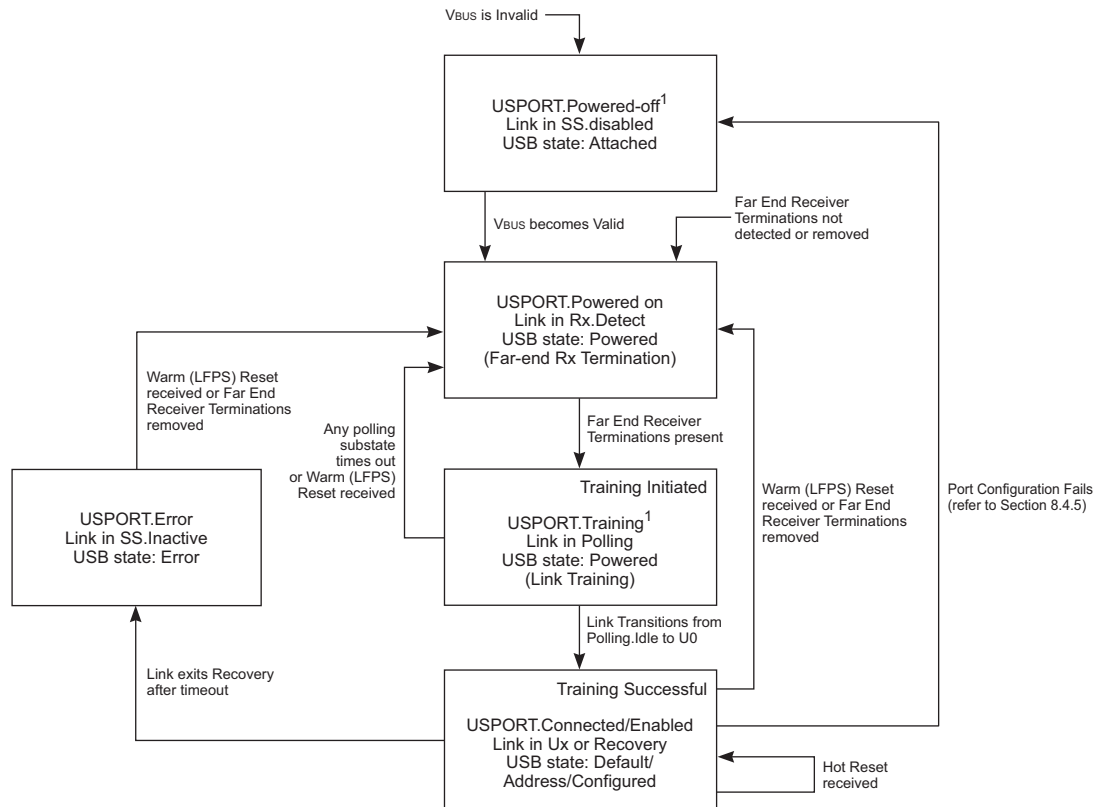 VBUS is Invalid
USPORT.Powered-off1
Link in SS.disabled
USB state: Attached
VBUS becomes Valid
Far End Receiver
Terminations not
detected or removed
USPORT.Powered on
Link in Rx.Detect
USB state: Powered
(Far-end Rx Termination)
Warm (LFPS) Reset
received or Far End
Receiver Terminations
removed
Any polling
substate
times out
or Warm (LFPS)
Reset received
Far End Receiver
Terminations present
Training Initiated
USPORT.Training1
Link in Polling
USB state: Powered
(Link Training)
Warm (LFPS) Reset
received or Far End
Receiver Terminations
removed
Port Configuration Fails
(refer to Section 8.4.5)
USPORT.Error
Link in SS.Inactive
USB state: Error
Link Transitions from
Polling.Idle to U0
Link exits Recovery
after timeout
Training Successful
USPORT.Connected/Enabled
Link in Ux or Recovery
USB state: Default/
Address/Configured
Hot Reset
received